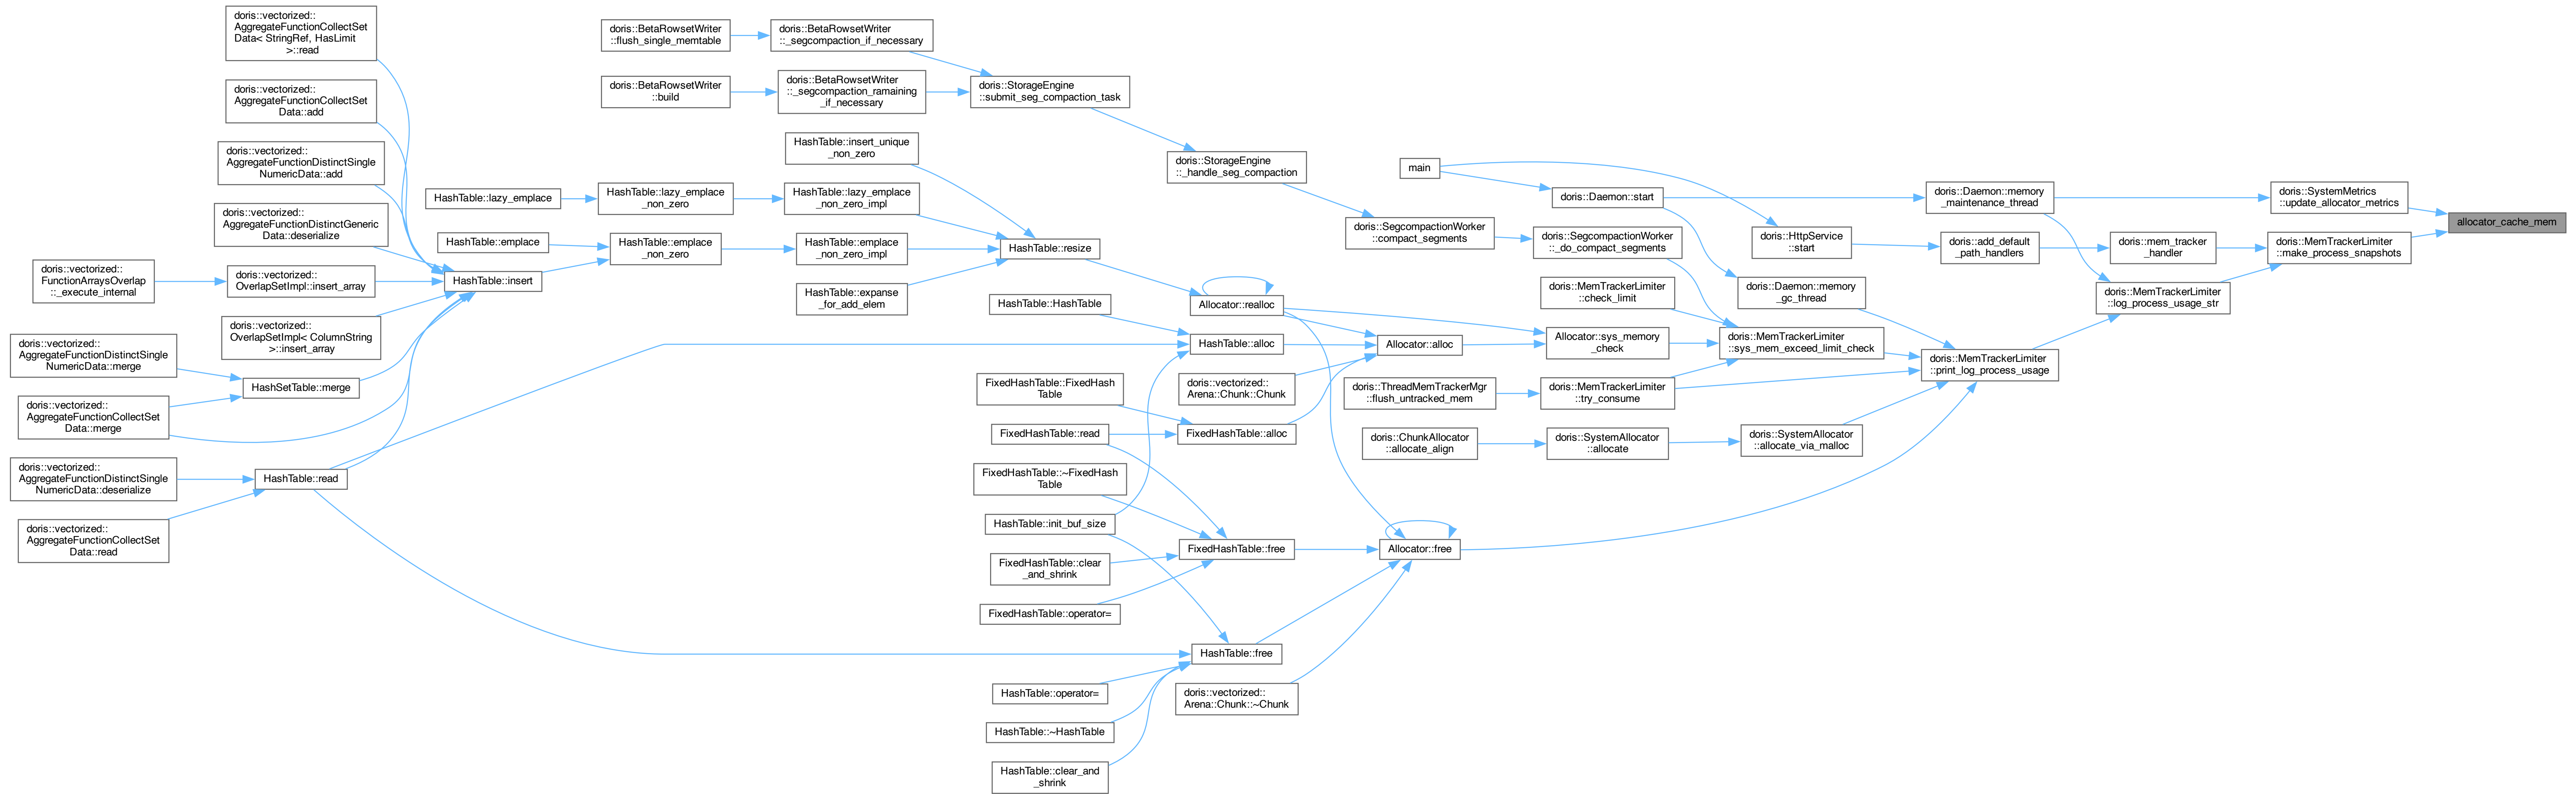 doris::vectorized::
AggregateFunctionCollectSet
Data< StringRef, HasLimit
>::read
doris::vectorized::
AggregateFunctionCollectSet
Data::add
doris::vectorized::
AggregateFunctionDistinctSingle
NumericData::add
doris::vectorized::
AggregateFunctionDistinctGeneric
Data::deserialize
doris::vectorized::
FunctionArraysOverlap
::_execute_internal
doris::vectorized::
OverlapSetImpl::insert_array
doris::vectorized::
OverlapSetImpl< ColumnString
>::insert_array
doris::vectorized::
AggregateFunctionDistinctSingle
NumericData::merge
doris::vectorized::
AggregateFunctionCollectSet
Data::merge
HashSetTable::merge
doris::vectorized::
AggregateFunctionDistinctSingle
NumericData::deserialize
doris::vectorized::
AggregateFunctionCollectSet
Data::read
HashTable::read
HashTable::lazy_emplace
HashTable::emplace
HashTable::insert
doris::BetaRowsetWriter
::flush_single_memtable
doris::BetaRowsetWriter
::build
HashTable::lazy_emplace
_non_zero
HashTable::emplace
_non_zero
doris::BetaRowsetWriter
::_segcompaction_if_necessary
doris::BetaRowsetWriter
::_segcompaction_ramaining
_if_necessary
HashTable::insert_unique
_non_zero
HashTable::lazy_emplace
_non_zero_impl
HashTable::emplace
_non_zero_impl
HashTable::expanse
_for_add_elem
doris::StorageEngine
::submit_seg_compaction_task
HashTable::resize
HashTable::HashTable
FixedHashTable::FixedHash
Table
FixedHashTable::read
FixedHashTable::~FixedHash
Table
HashTable::init_buf_size
FixedHashTable::clear
_and_shrink
FixedHashTable::operator=
HashTable::operator=
HashTable::~HashTable
HashTable::clear_and
_shrink
doris::StorageEngine
::_handle_seg_compaction
Allocator::realloc
HashTable::alloc
doris::vectorized::
Arena::Chunk::Chunk
FixedHashTable::alloc
FixedHashTable::free
HashTable::free
doris::vectorized::
Arena::Chunk::~Chunk
doris::SegcompactionWorker
::compact_segments
Allocator::alloc
doris::ThreadMemTrackerMgr
::flush_untracked_mem
doris::ChunkAllocator
::allocate_align
Allocator::free
main
doris::Daemon::start
doris::SegcompactionWorker
::_do_compact_segments
doris::MemTrackerLimiter
::check_limit
Allocator::sys_memory
_check
doris::MemTrackerLimiter
::try_consume
doris::SystemAllocator
::allocate
doris::HttpService
::start
doris::Daemon::memory
_gc_thread
doris::MemTrackerLimiter
::sys_mem_exceed_limit_check
doris::SystemAllocator
::allocate_via_malloc
doris::Daemon::memory
_maintenance_thread
doris::add_default
_path_handlers
doris::MemTrackerLimiter
::print_log_process_usage
doris::mem_tracker
_handler
doris::MemTrackerLimiter
::log_process_usage_str
doris::SystemMetrics
::update_allocator_metrics
doris::MemTrackerLimiter
::make_process_snapshots
allocator_cache_mem